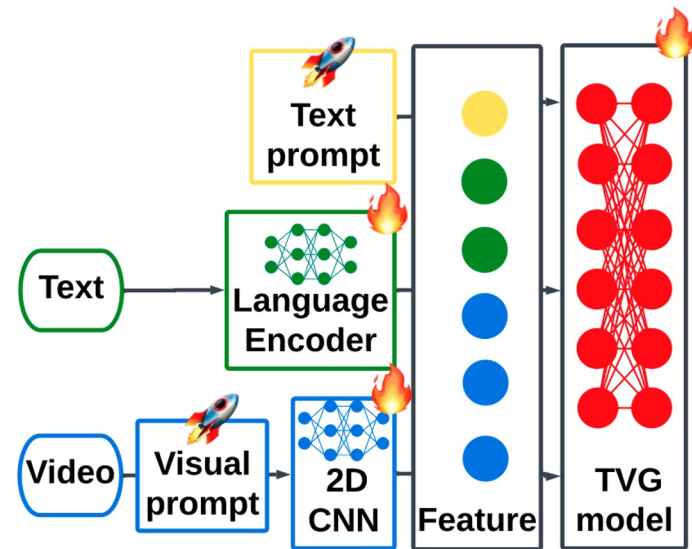 Text
prompt
Text
Language
Encoder
Video
Visual
prompt
2D
CNN
Feature
TVG
model